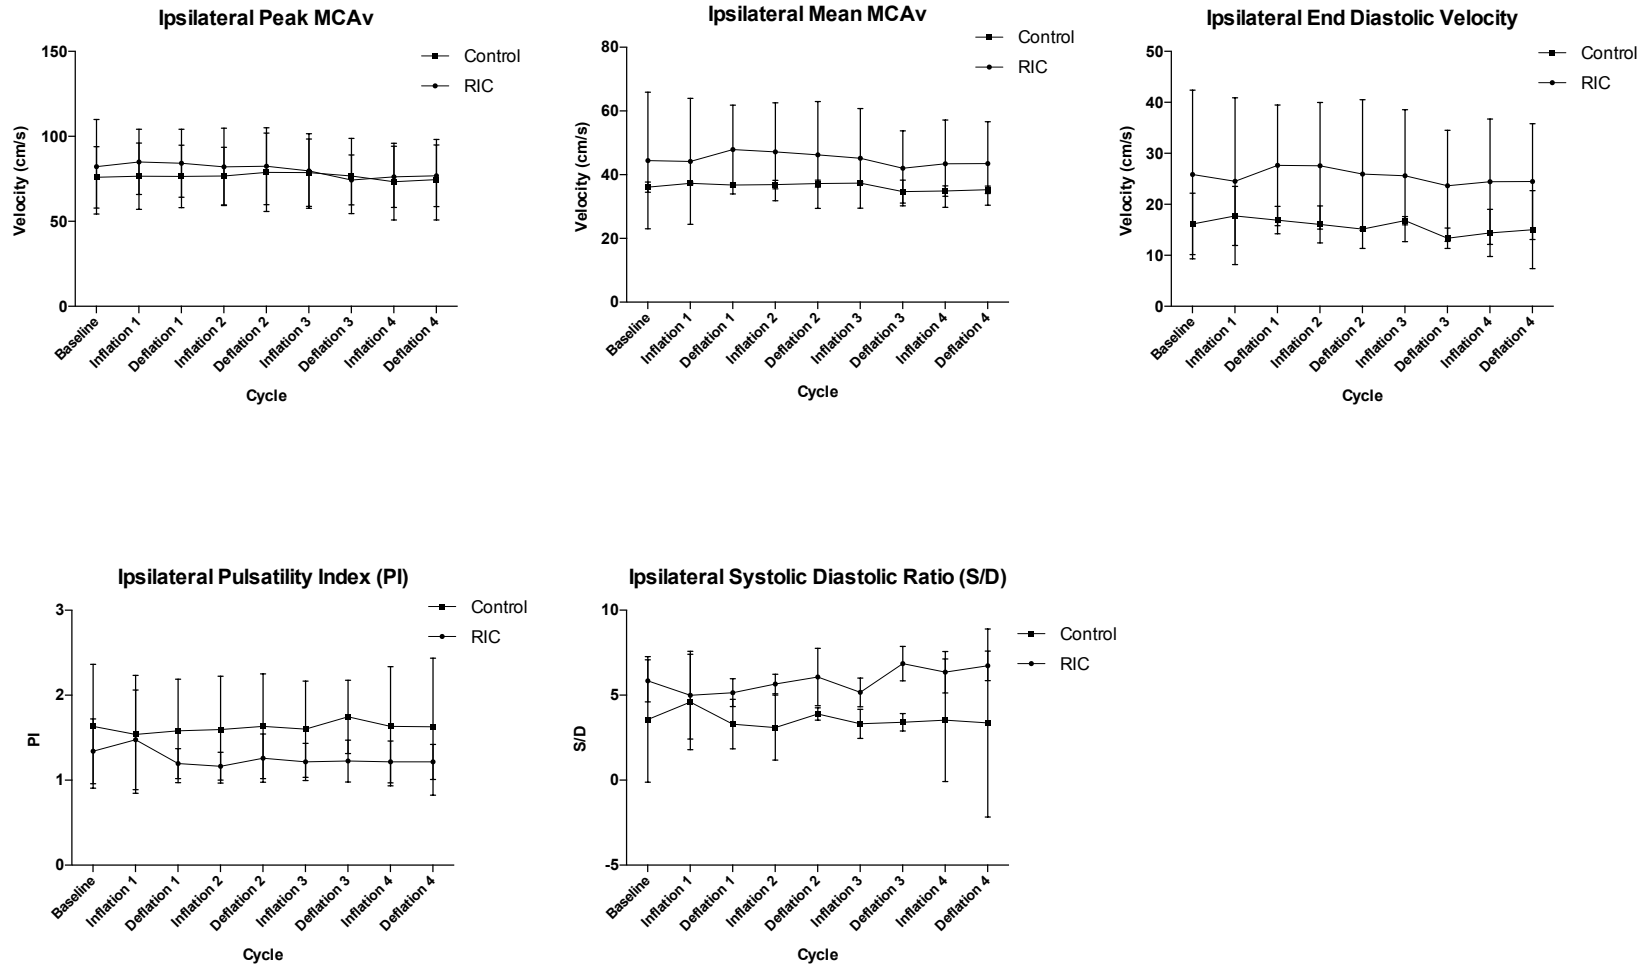 Ipsilateral Peak MCAv
150
100
50
0
Velocity (cm/s)
Control
RIC
Baseline
Inflation 1
Deflation 1
Inflation 2
Deflation 2
Inflation 3
Deflation 3
Inflation 4
Deflation 4
Cycle
Ipsilateral Mean MCAv
80
60
40
20
0
Velocity (cm/s)
Control
RIC
Baseline
Inflation 1
Deflation 1
Inflation 2
Deflation 2
Inflation 3
Deflation 3
Inflation 4
Deflation 4
Cycle
Ipsilateral End Diastolic Velocity
50
40
30
20
10
0
Velocity (cm/s)
Control
RIC
Baseline
Inflation 1
Deflation 1
Inflation 2
Deflation 2
Inflation 3
Deflation 3
Inflation 4
Deflation 4
Cycle
Ipsilateral Pulsatility Index (PI)
3
2
1
0
PI
Control
RIC
Baseline
Inflation 1
Deflation 1
Inflation 2
Deflation 2
Inflation 3
Deflation 3
Inflation 4
Deflation 4
Cycle
Ipsilateral Systolic Diastolic Ratio (S/D)
10
5
0
-5
S/D
Control
RIC
Baseline
Inflation 1
Deflation 1
Inflation 2
Deflation 2
Inflation 3
Deflation 3
Inflation 4
Deflation 4
Cycle